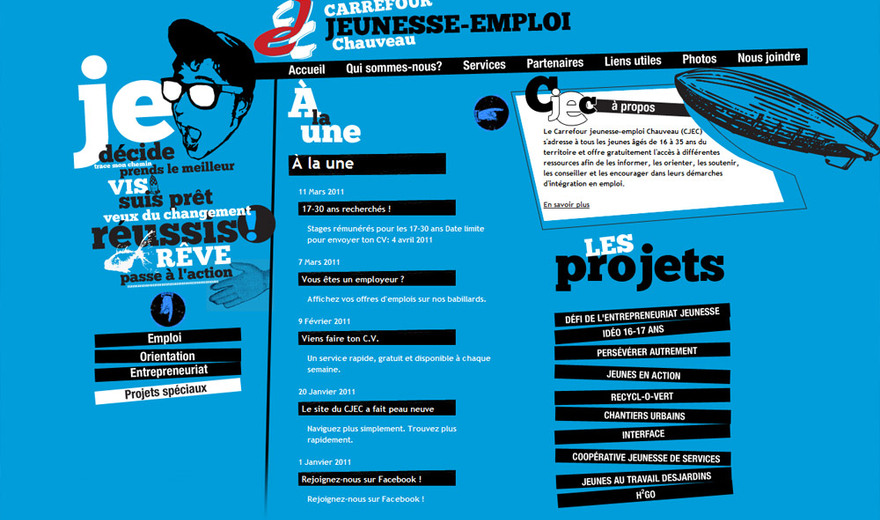 CARREFOUR
JEUNESSE-EMPLOI
Chauveau
Accueil
Qui sommes-nous?
Services
Partenaires
Liens utiles
Photos
Nous joindre
je
décide
trace mon chemin
prends le meilleur
VIS
suis prêt
veux du changement
réussis!
RÊVE
passe à l'action
Emploi
Orientation
Entrepreneuriat
Projets spéciaux
À
la
une
À la une
11 Mars 2011
17-30 ans recherchés !
Stages rémunérés pour les 17-30 ans Date limite
pour envoyer ton CV: 4 avril 2011
7 Mars 2011
Vous êtes un employeur ?
Affichez vos offres d'emplois sur nos babillards.
9 Février 2011
Viens faire ton C.V.
Un service rapide, gratuit et disponible à chaque
semaine.
20 Janvier 2011
Le site du CJEC a fait peau neuve
Naviguez plus simplement. Trouvez plus
rapidement.
1 Janvier 2011
Rejoignez-nous sur Facebook !
Rejoignez-nous sur Facebook !
cjec
à propos
Le Carrefour jeunesse-emploi Chauveau (CJEC)
s'adresse à tous les jeunes âgés de 16 à 35 ans du
territoire et offre gratuitement l'accès à différentes
ressources afin de les informer, les orienter, les soutenir,
les conseiller et les encourager dans leurs démarches
d'intégration en emploi.
En savoir plus
LES
projets
DÉFI DE L'ENTREPRENEURIAT JEUNESSE
IDÉO 16-17 ANS
PERSÉVÉRER AUTREMENT
JEUNES EN ACTION
RECYCL-O-VERT
CHANTIERS URBAINS
INTERFACE
COOPÉRATIVE JEUNESSE DE SERVICES
JEUNES AU TRAVAIL DESJARDINS
H²GO